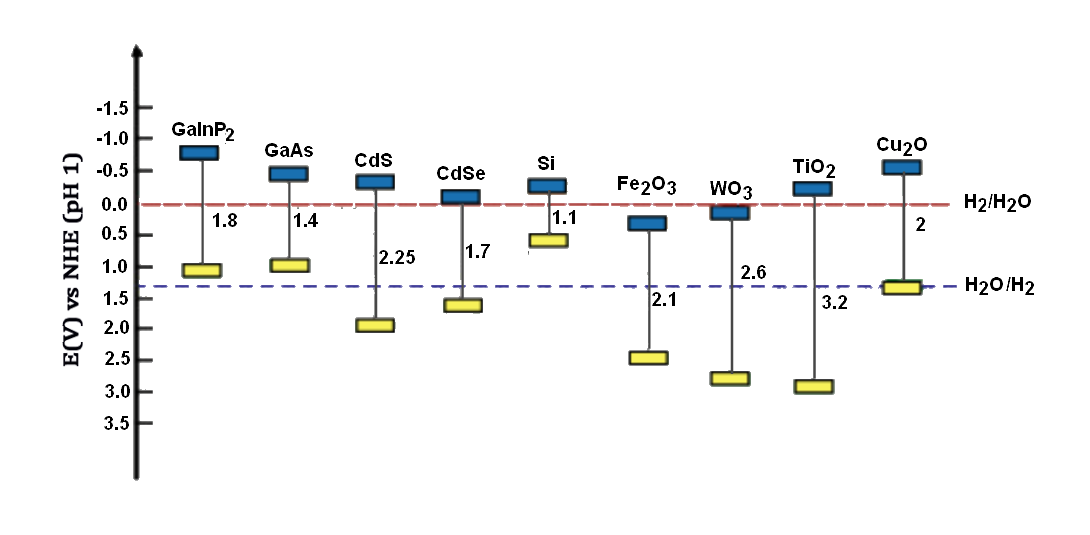 E(V) vs NHE (pH 1)
-1.5
-1.0
-0.5
0.0
0.5
1.0
1.5
2.0
2.5
3.0
3.5
GaInP2
1.8
GaAs
1.4
CdS
2.25
CdSe
1.7
Si
1.1
Fe2O3
2.1
WO3
2.6
TiO2
3.2
Cu2O
2
H2/H2O
H2O/H2